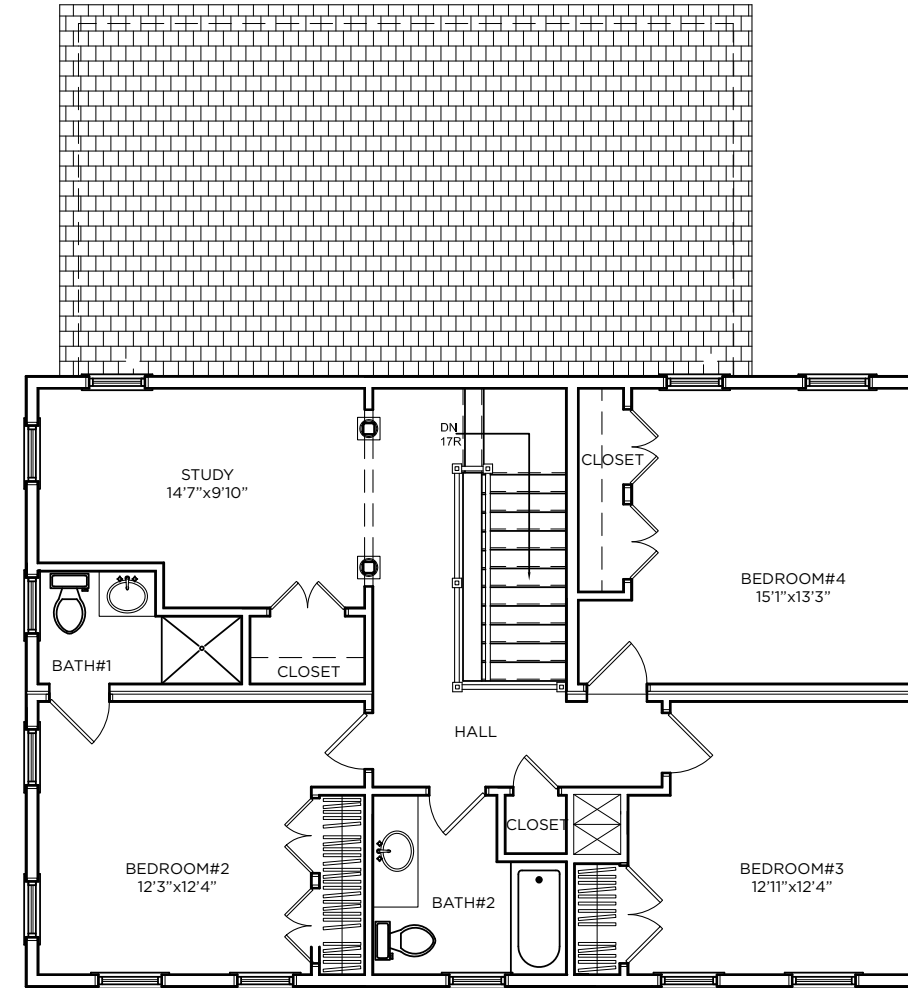 DN
17R
STUDY
14'7"x9'10"
CLOSET
BEDROOM#4
15'1"x13'3"
BATH#1
CLOSET
HALL
CLOSET
BEDROOM#2
12'3"x12'4"
BATH#2
BEDROOM#3
12'11"x12'4"